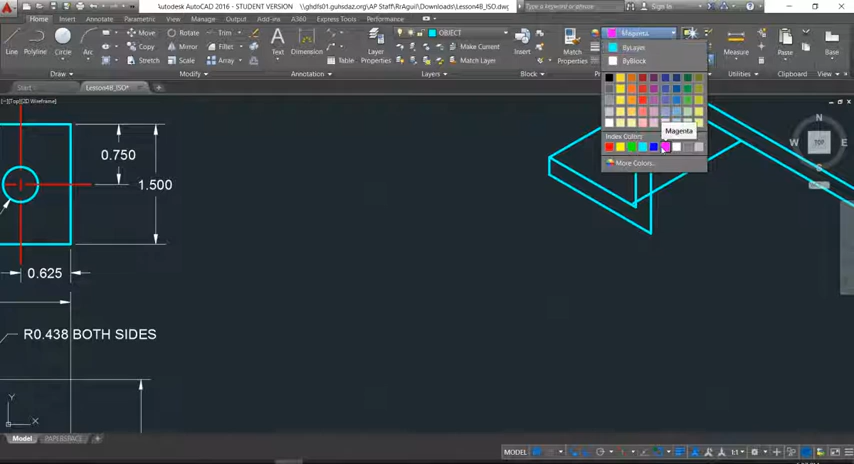 Autodesk AutoCAD 2016 - STUDENT VERSION \\ghdfs01.guhsdaz.org\AP Staff\RrAguil\Downloads\Lesson48_ISO.dwg
Type a keyword or phrase
Sign In
Home Insert Annotate Parametric View Manage Output Add-ins A360 Express Tools Performance
OBJECT
Magenta
Line Polyline Circle Arc
Move Rotate Trim
Copy Mirror Fillet
Stretch Scale Array
Text Dimension Table
Layer Properties
Make Current
Match Layer
Insert
Match Properties
Measure Paste Base
Draw Modify Annotation Layers Block Utilities Clipboard
ByLayer
ByBlock
Magenta
Index Colors:
More Colors...
Start Lesson48_ISO*
[-][Top][2D Wireframe]
N
W TOP E
S
0.750
1.500
0.625
R0.438 BOTH SIDES
Y
X
Model PAPERSPACE
MODEL 1:1